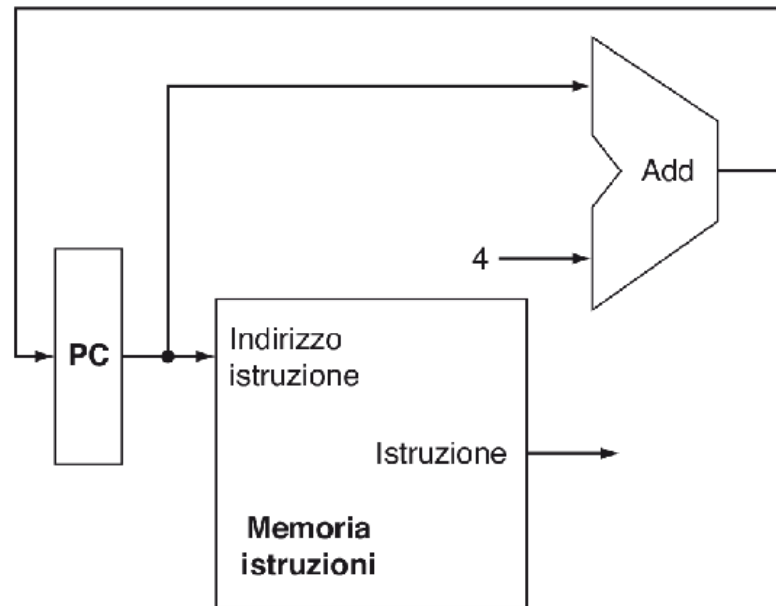 Add
4
PC
Indirizzo
istruzione
Istruzione
Memoria
istruzioni